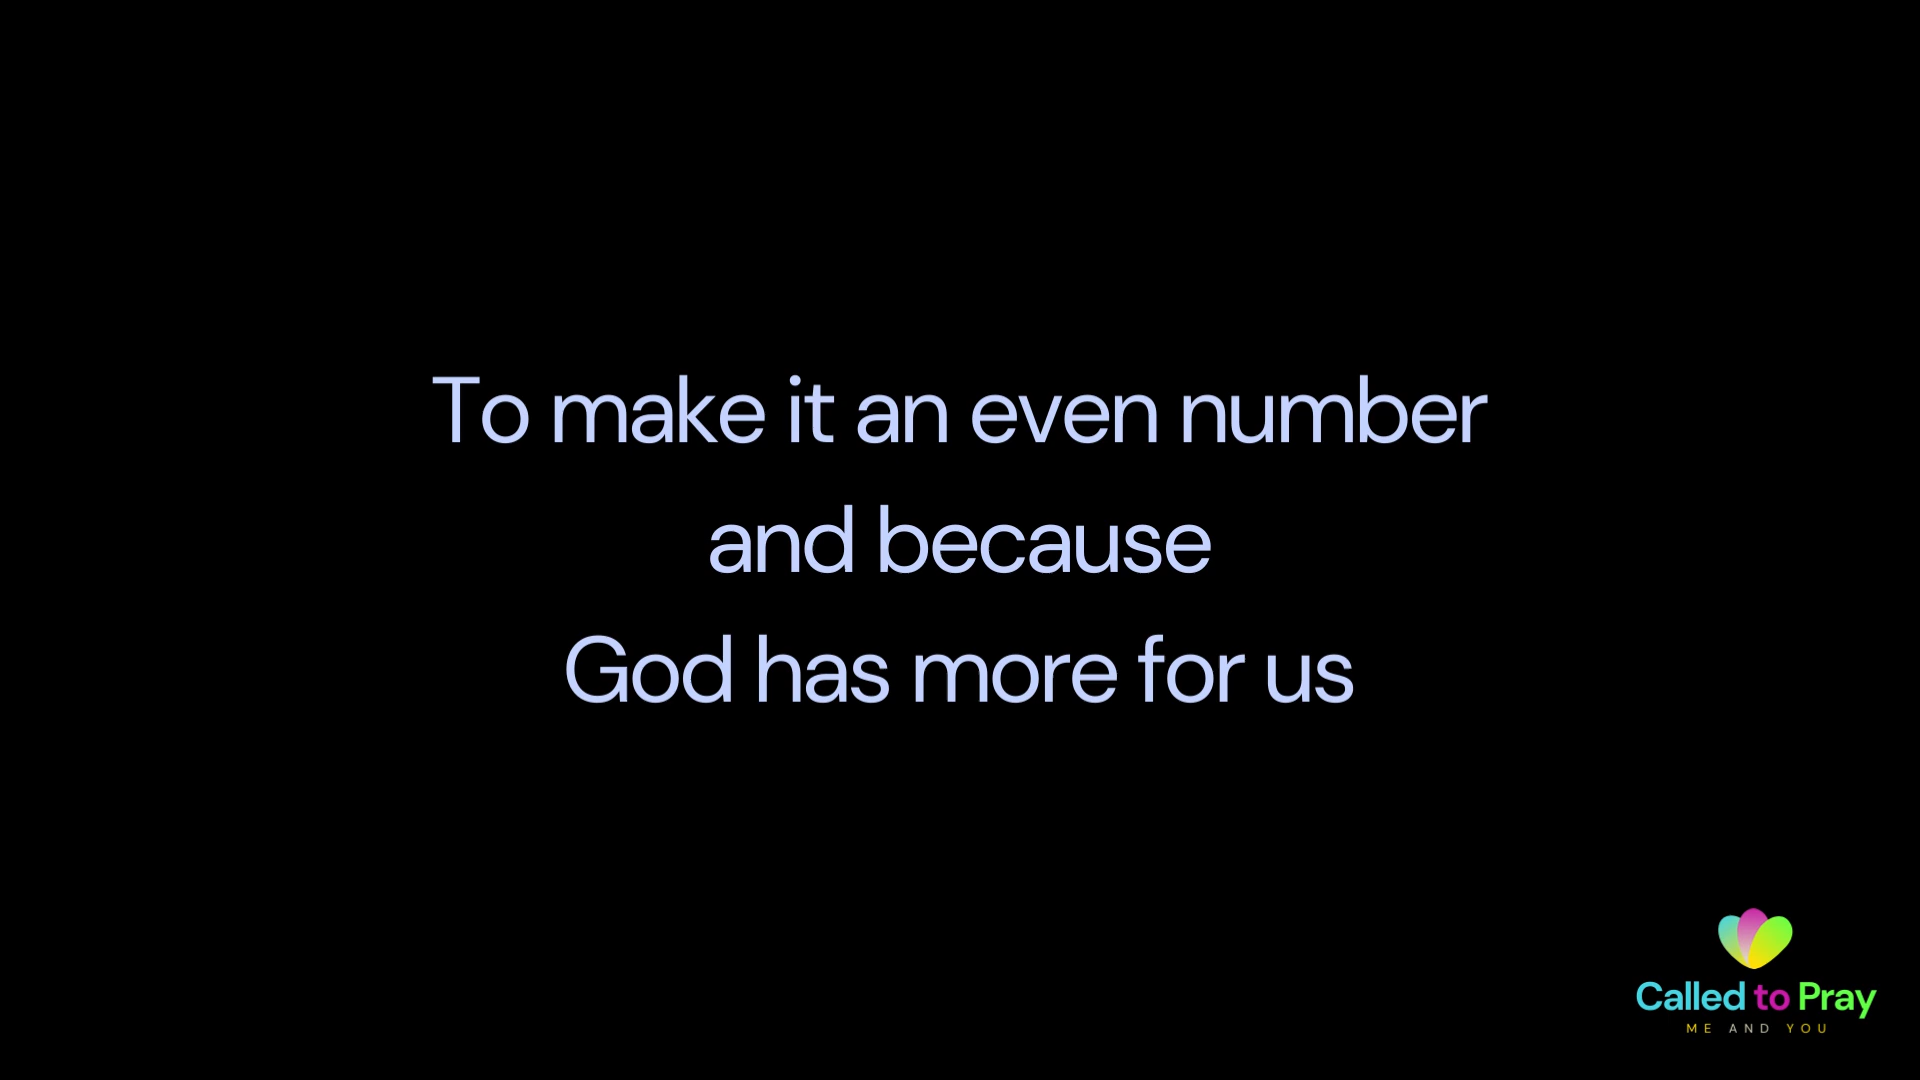 To make it an even number
and because
God has more for us
Called to Pray
ME AND YOU